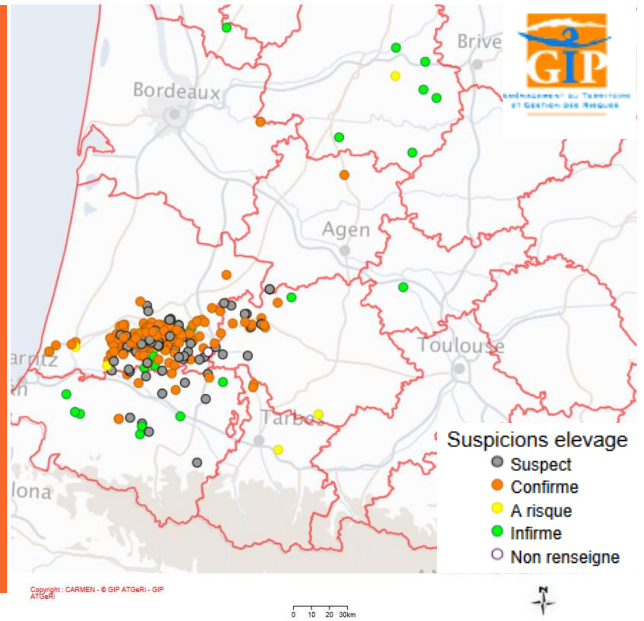 Brive
GIP
AMÉNAGEMENT DU TERRITOIRE
ET GESTION DES RISQUES
Bordeaux
Agen
Toulouse
arritz
Tarbes
lona
Suspicions elevage
Suspect
Confirme
A risque
Infirme
Non renseigne
Copyright : CARMEN - © GIP ATGeRi - GIP
ATGeRi
0 10 20 30km
N